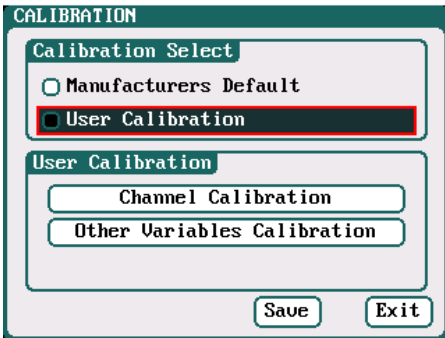 CALIBRATION
Calibration Select
Manufacturers Default
User Calibration
User Calibration
Channel Calibration
Other Variables Calibration
Save Exit